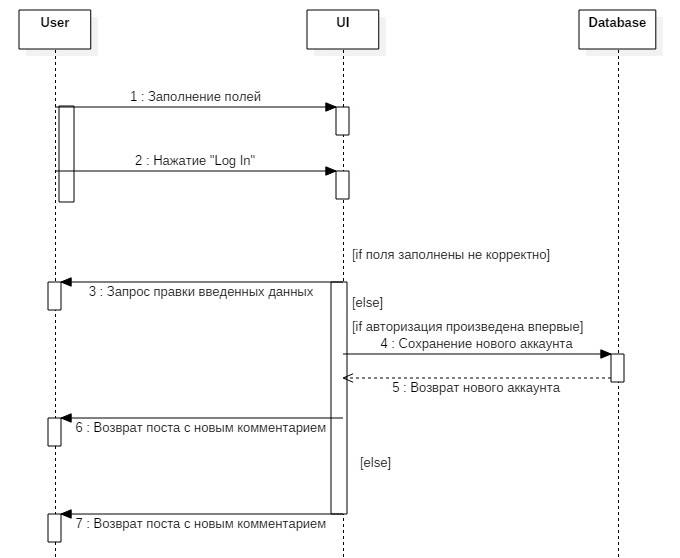 User
UI
Database
1 : Заполнение полей
2 : Нажатие "Log In"
[if поля заполнены не корректно]
3 : Запрос правки введенных данных
[else]
[if авторизация произведена впервые]
4 : Сохранение нового аккаунта
5 : Возврат нового аккаунта
6 : Возврат поста с новым комментарием
[else]
7 : Возврат поста с новым комментарием